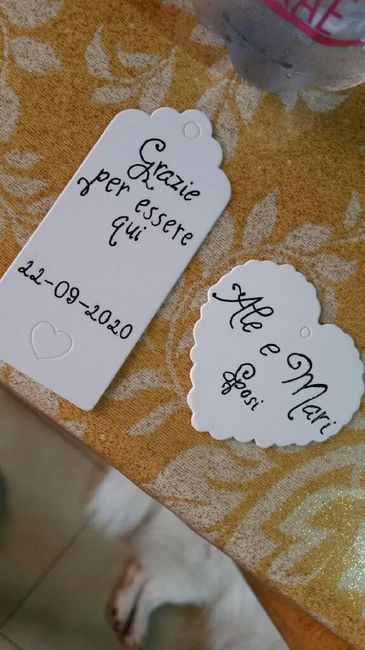 Grazie
per essere
qui
22-09-2020
Ale e Mari
Sposi